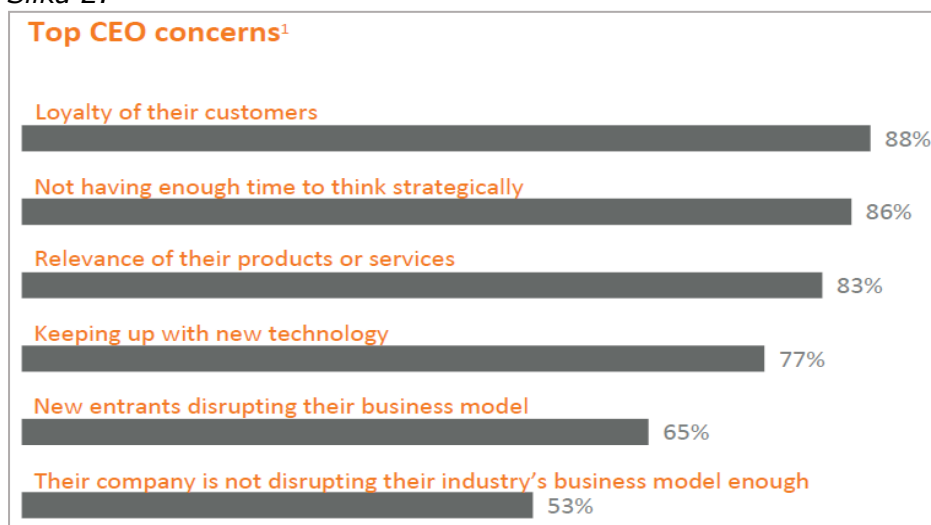 Top CEO concerns¹
Loyalty of their customers
88%
Not having enough time to think strategically
86%
Relevance of their products or services
83%
Keeping up with new technology
77%
New entrants disrupting their business model
65%
Their company is not disrupting their industry’s business model enough
53%